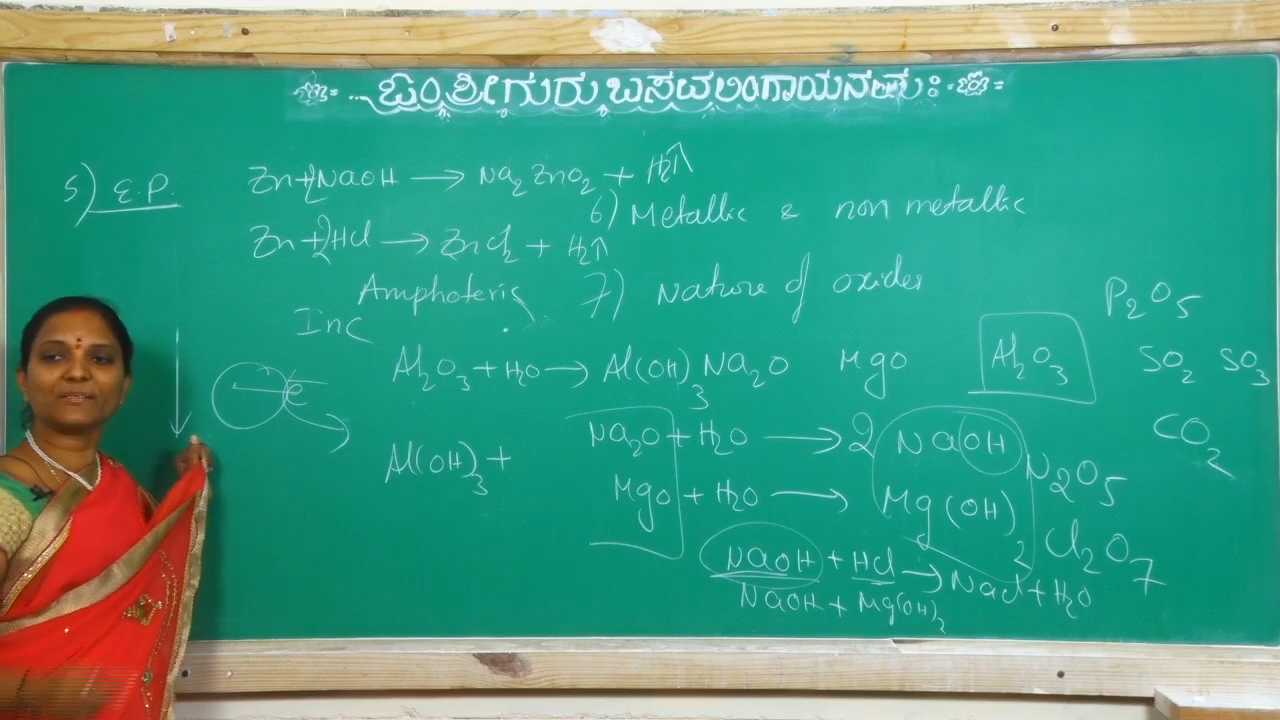 ಓಂ ಶ್ರೀ ಗುರು ಬಸವಲಿಂಗಾಯ ನಮಃ
5) E.P.
Zn+2NaOH → Na₂ZnO₂ + H₂↑
6) Metallic & non metallic
Zn+2HCl → ZnCl₂ + H₂↑
Amphoteric
7) Nature of oxides
Inc
P₂O₅
Al₂O₃ + H₂O → Al(OH)₃
Na₂O MgO Al₂O₃ SO₂ SO₃
e
Na₂O + H₂O → 2 NaOH
CO₂
Al(OH)₃ +
MgO + H₂O → Mg(OH)₂
N₂O₅
Cl₂O₇
NaOH + HCl → NaCl + H₂O
NaOH + Mg(OH)₂